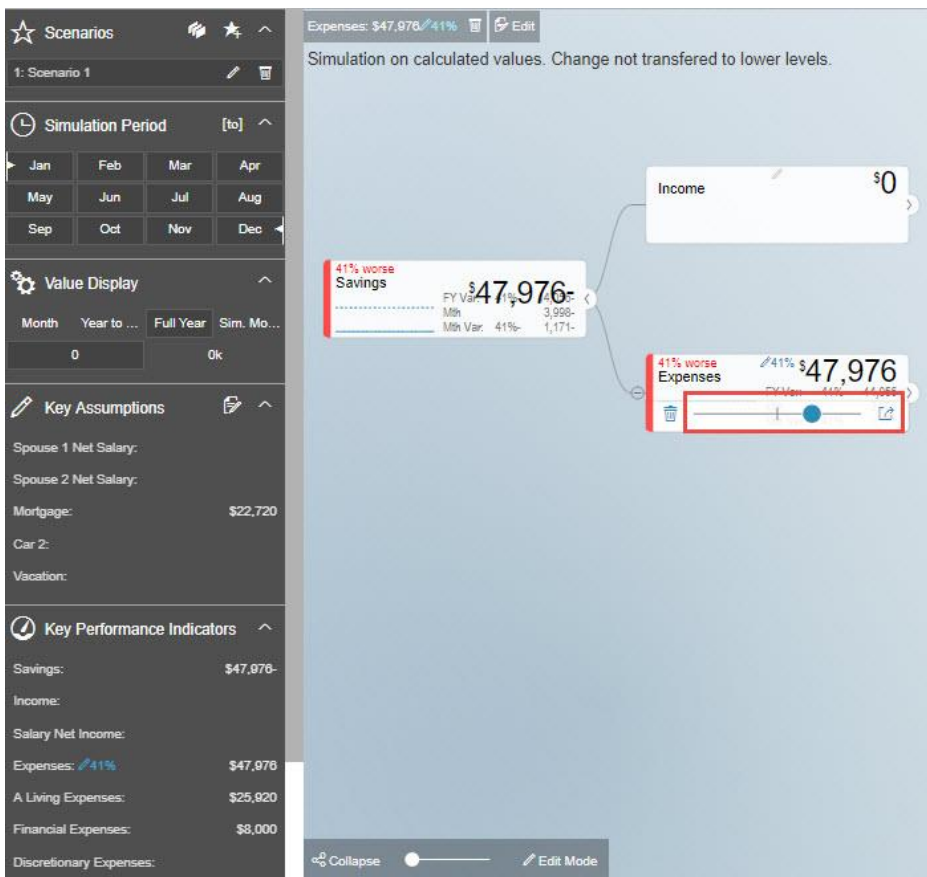 Scenarios
1: Scenario 1
Simulation Period [to]
Jan Feb Mar Apr
May Jun Jul Aug
Sep Oct Nov Dec
Value Display
Month Year to ... Full Year Sim. Mo...
0 0k
Key Assumptions
Spouse 1 Net Salary:
Spouse 2 Net Salary:
Mortgage: $22,720
Car 2:
Vacation:
Key Performance Indicators
Savings: $47,976-
Income:
Salary Net Income:
Expenses: 41% $47,976
A Living Expenses: $25,920
Financial Expenses: $8,000
Discretionary Expenses:
Expenses: $47,976 41% Edit
Simulation on calculated values. Change not transfered to lower levels.
Income $0
41% worse
Savings $47,976-
FY Var.
Mth 3,998-
Mth Var. 41%- 1,171-
41% worse 41% $47,976
Expenses
Collapse Edit Mode